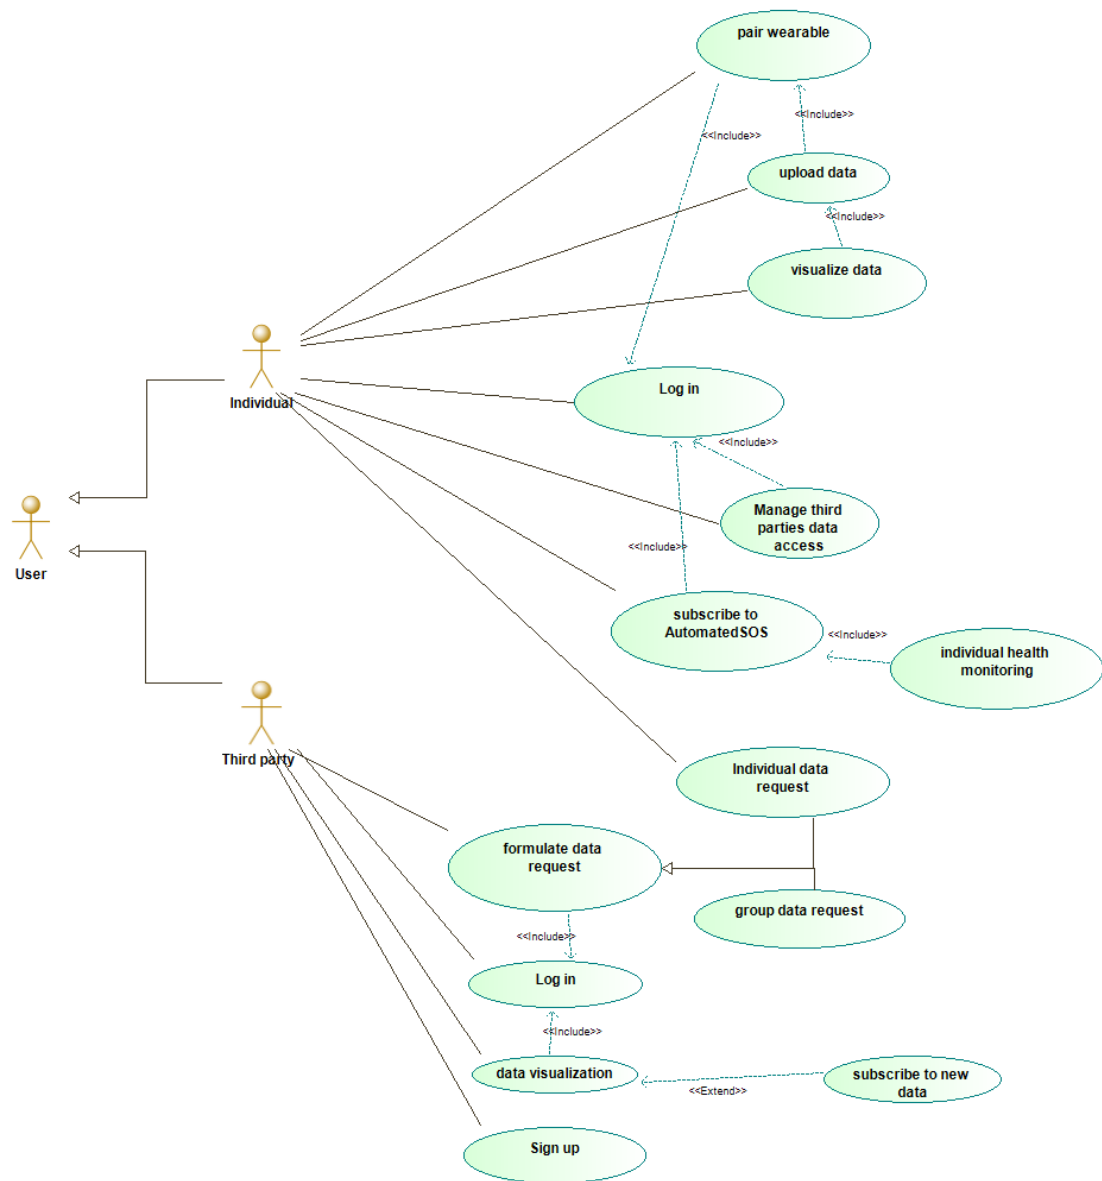 pair wearable
<<Include>>
<<Include>>
upload data
<<Include>>
visualize data
Individual
Log in
<<Include>>
Manage third
parties data
access
<<Include>>
User
subscribe to
AutomatedSOS
<<Include>>
individual health
monitoring
Third party
Individual data
request
formulate data
request
group data request
<<Include>>
Log in
<<Include>>
data visualization
subscribe to new
data
<<Extend>>
Sign up